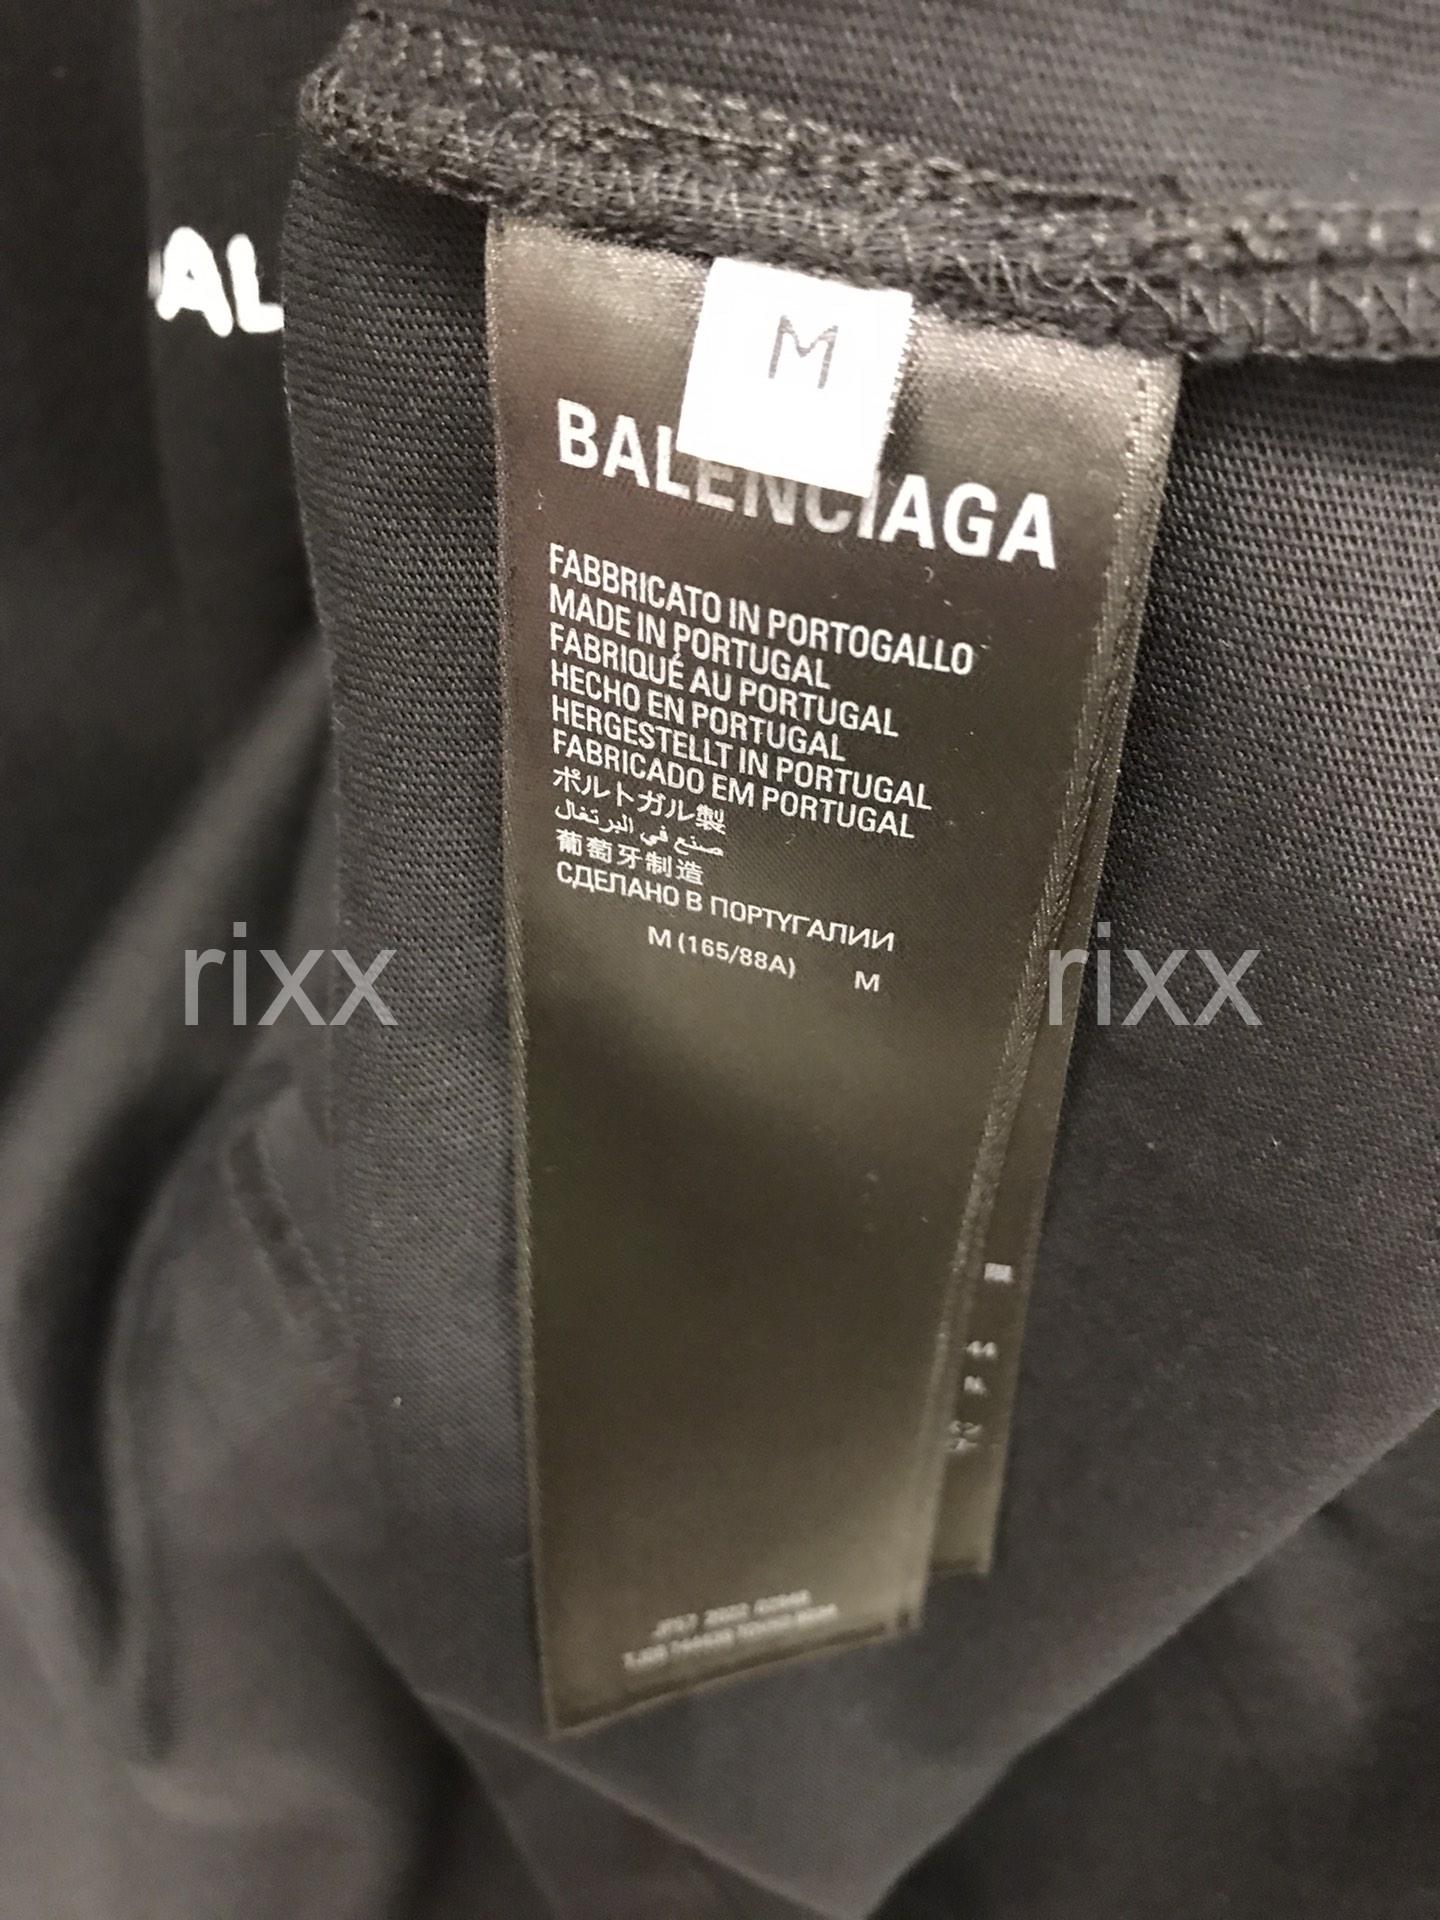 AL
M
BALENCIAGA
FABBRICATO IN PORTOGALLO
MADE IN PORTUGAL
FABRIQUÉ AU PORTUGAL
HECHO EN PORTUGAL
HERGESTELLT IN PORTUGAL
FABRICADO EM PORTUGAL
ポルトガル製
صنع في البرتغال
葡萄牙制造
СДЕЛАНО В ПОРТУГАЛИИ
M (165/88A) M
rixx rixx